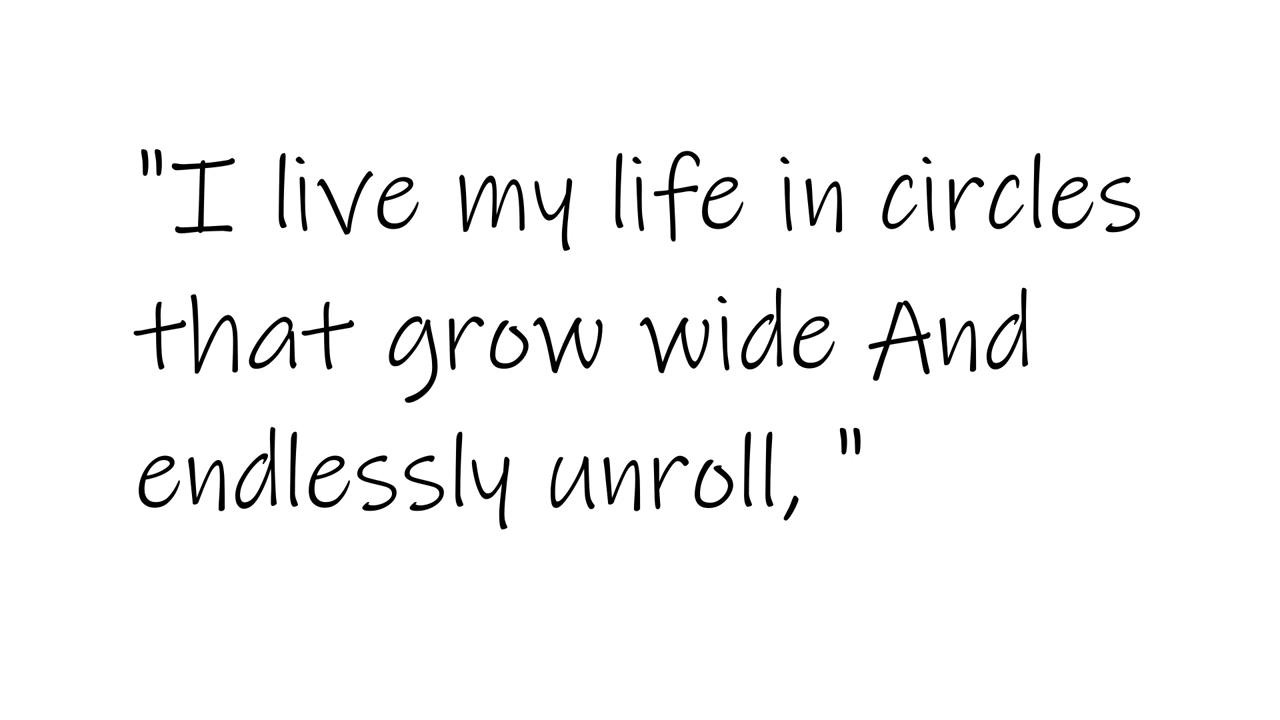 "I live my life in circles
that grow wide And
endlessly unroll, "